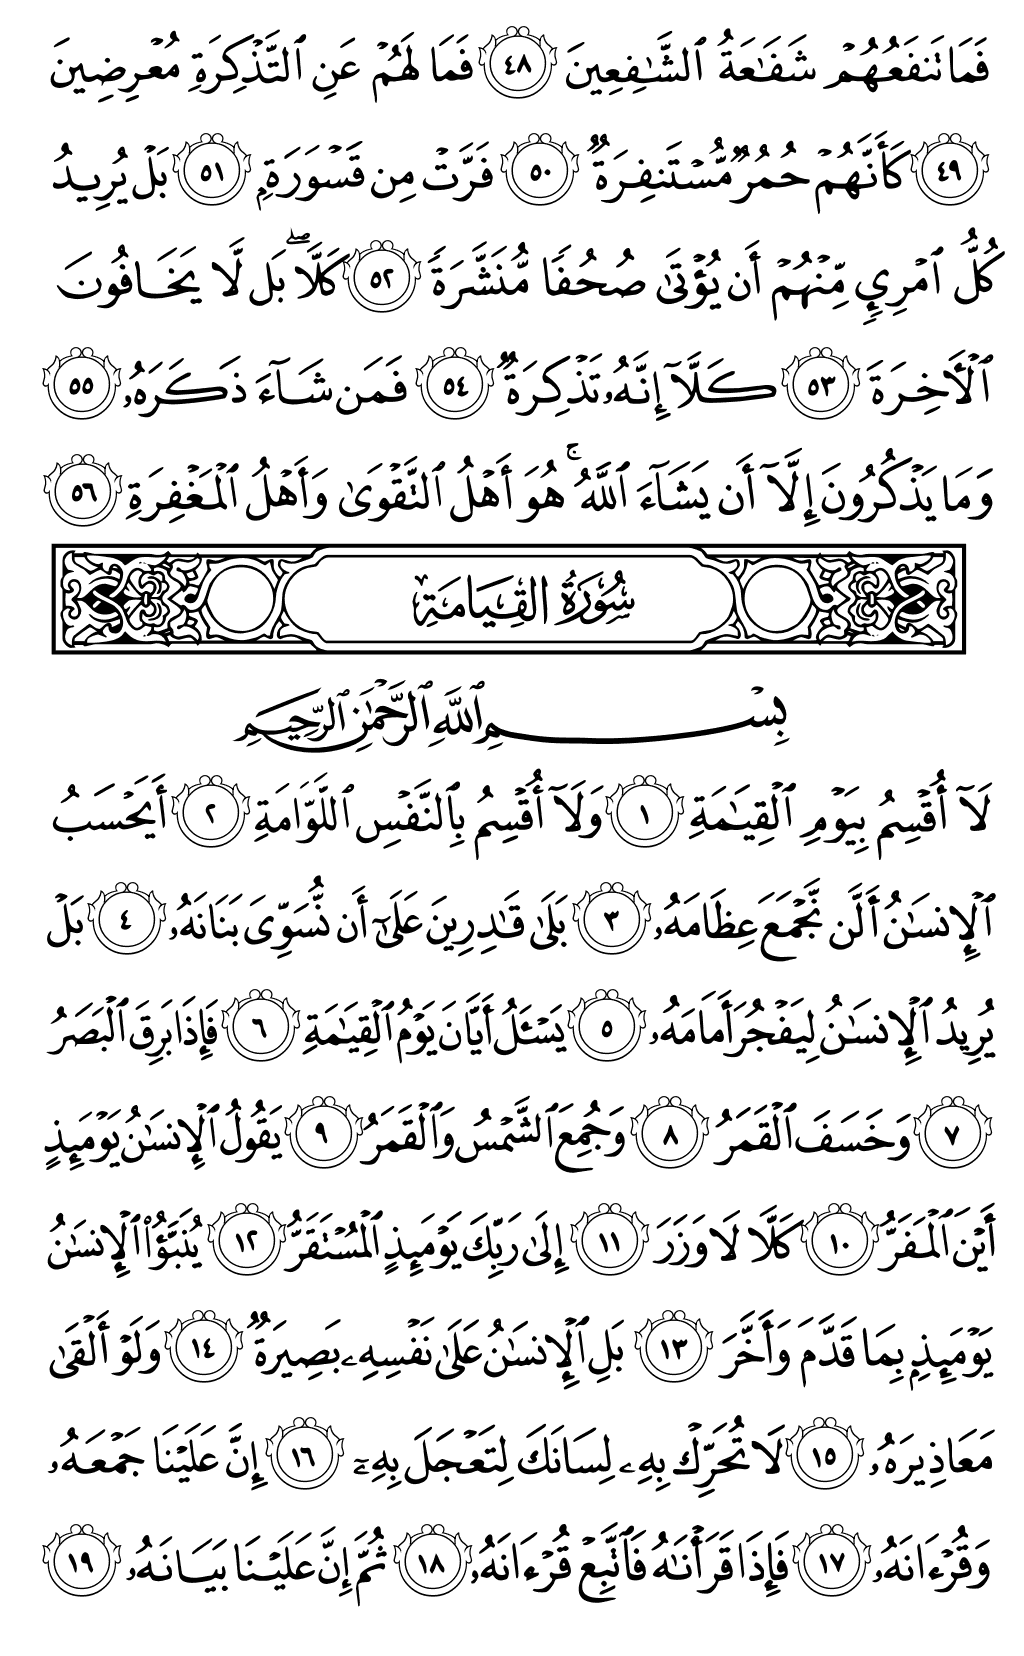 فَمَا تَنفَعُهُمْ شَفَـٰعَةُ ٱلشَّـٰفِعِينَ ٤٨ فَمَا لَهُمْ عَنِ ٱلتَّذْكِرَةِ مُعْرِضِينَ
٤٩ كَأَنَّهُمْ حُمُرٌ مُّسْتَنفِرَةٌ ٥٠ فَرَّتْ مِن قَسْوَرَةٍۭ ٥١ بَلْ يُرِيدُ
كُلُّ ٱمْرِئٍ مِّنْهُمْ أَن يُؤْتَىٰ صُحُفًا مُّنَشَّرَةً ٥٢ كَلَّا ۖ بَل لَّا يَخَافُونَ
ٱلْـَٔاخِرَةَ ٥٣ كَلَّآ إِنَّهُۥ تَذْكِرَةٌ ٥٤ فَمَن شَآءَ ذَكَرَهُۥ ٥٥
وَمَا يَذْكُرُونَ إِلَّآ أَن يَشَآءَ ٱللَّهُ ۚ هُوَ أَهْلُ ٱلتَّقْوَىٰ وَأَهْلُ ٱلْمَغْفِرَةِ ٥٦
سُورَةُ القِيَامَةِ
بِسْمِ ٱللَّهِ ٱلرَّحْمَـٰنِ ٱلرَّحِيمِ
لَآ أُقْسِمُ بِيَوْمِ ٱلْقِيَـٰمَةِ ١ وَلَآ أُقْسِمُ بِٱلنَّفْسِ ٱللَّوَّامَةِ ٢ أَيَحْسَبُ
ٱلْإِنسَـٰنُ أَلَّن نَّجْمَعَ عِظَامَهُۥ ٣ بَلَىٰ قَـٰدِرِينَ عَلَىٰٓ أَن نُّسَوِّىَ بَنَانَهُۥ ٤ بَلْ
يُرِيدُ ٱلْإِنسَـٰنُ لِيَفْجُرَ أَمَامَهُۥ ٥ يَسْـَٔلُ أَيَّانَ يَوْمُ ٱلْقِيَـٰمَةِ ٦ فَإِذَا بَرِقَ ٱلْبَصَرُ
٧ وَخَسَفَ ٱلْقَمَرُ ٨ وَجُمِعَ ٱلشَّمْسُ وَٱلْقَمَرُ ٩ يَقُولُ ٱلْإِنسَـٰنُ يَوْمَئِذٍ
أَيْنَ ٱلْمَفَرُّ ١٠ كَلَّا لَا وَزَرَ ١١ إِلَىٰ رَبِّكَ يَوْمَئِذٍ ٱلْمُسْتَقَرُّ ١٢ يُنَبَّؤُا۟ ٱلْإِنسَـٰنُ
يَوْمَئِذٍۭ بِمَا قَدَّمَ وَأَخَّرَ ١٣ بَلِ ٱلْإِنسَـٰنُ عَلَىٰ نَفْسِهِۦ بَصِيرَةٌ ١٤ وَلَوْ أَلْقَىٰ
مَعَاذِيرَهُۥ ١٥ لَا تُحَرِّكْ بِهِۦ لِسَانَكَ لِتَعْجَلَ بِهِۦٓ ١٦ إِنَّ عَلَيْنَا جَمْعَهُۥ
وَقُرْءَانَهُۥ ١٧ فَإِذَا قَرَأْنَـٰهُ فَٱتَّبِعْ قُرْءَانَهُۥ ١٨ ثُمَّ إِنَّ عَلَيْنَا بَيَانَهُۥ ١٩